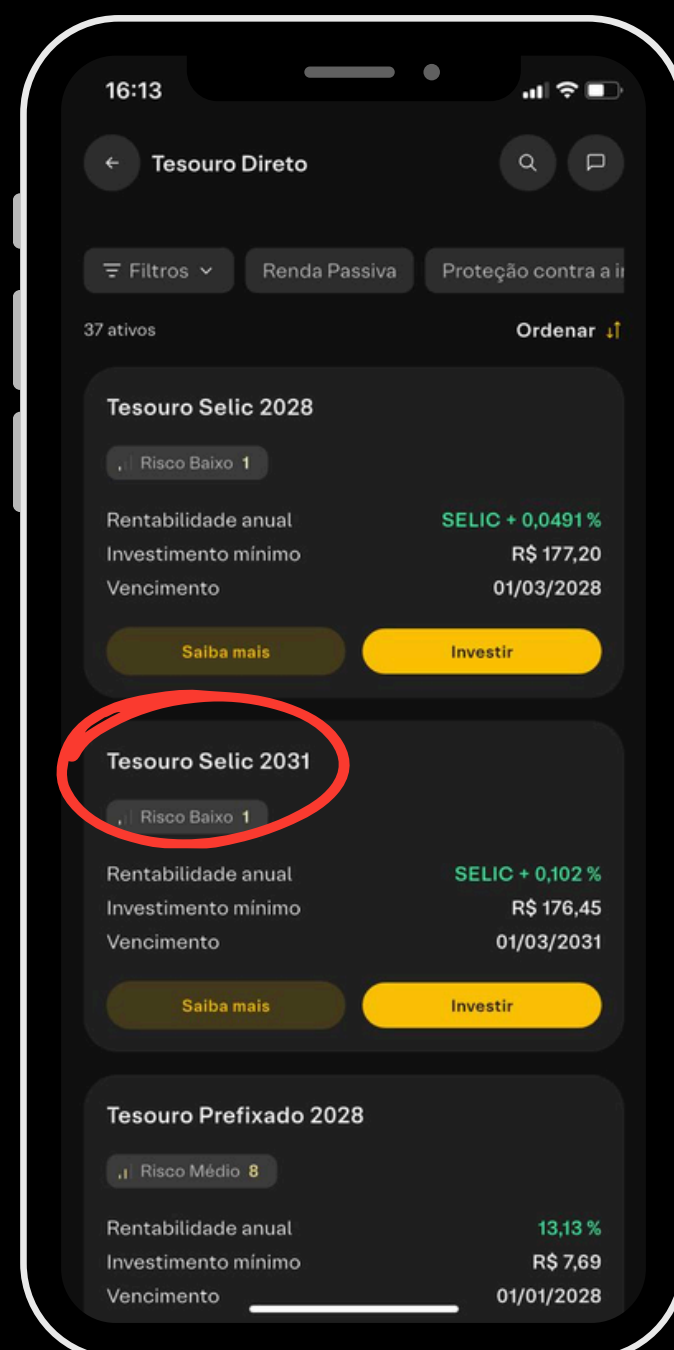 16:13
Tesouro Direto
Filtros
Renda Passiva
Proteção contra a
37 ativos
Ordenar
Tesouro Selic 2028
Risco Baixo 1
Rentabilidade anual SELIC + 0,0491 %
Investimento mínimo R$ 177,20
Vencimento 01/03/2028
Saiba mais Investir
Tesouro Selic 2031
Risco Baixo 1
Rentabilidade anual SELIC + 0,102 %
Investimento mínimo R$ 176,45
Vencimento 01/03/2031
Saiba mais Investir
Tesouro Prefixado 2028
Risco Médio 8
Rentabilidade anual 13,13 %
Investimento mínimo R$ 7,69
Vencimento 01/01/2028